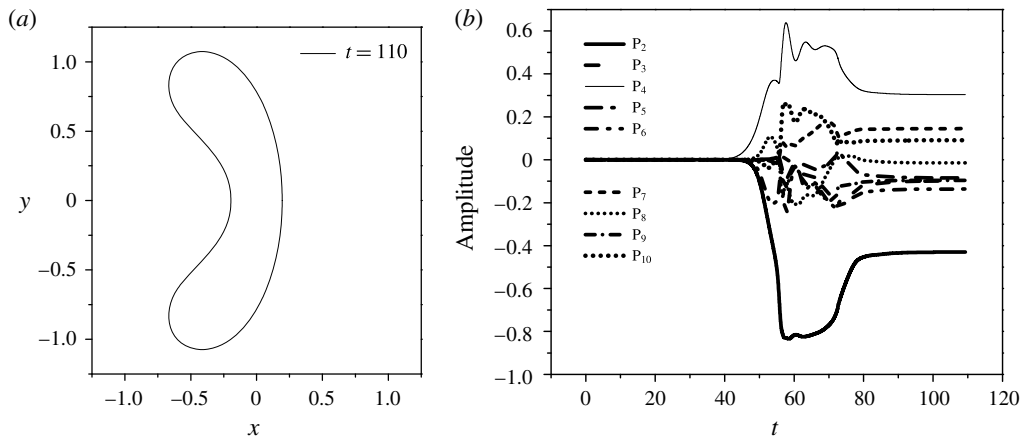 (a)
t = 110
1.0
0.5
0
−0.5
−1.0
y
−1.0 −0.5 0 0.5 1.0
x
(b)
0.6
0.4
0.2
0
−0.2
−0.4
−0.6
−0.8
−1.0
Amplitude
P2
P3
P4
P5
P6
P7
P8
P9
P10
0 20 40 60 80 100 120
t